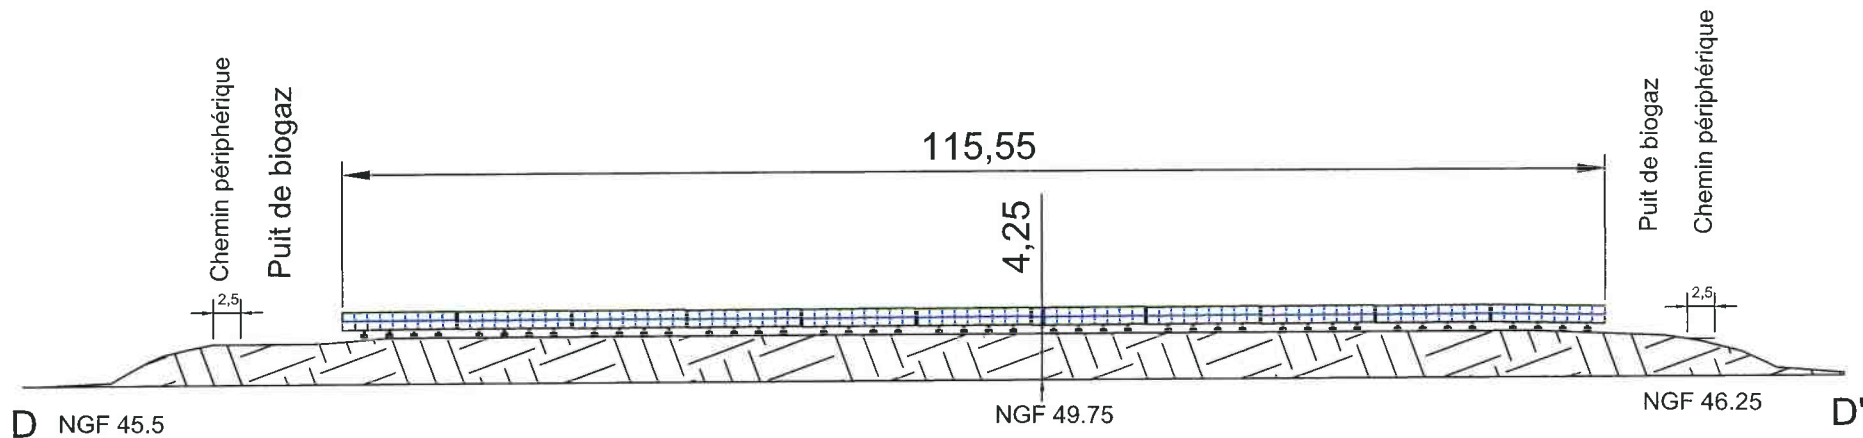 Chemin périphérique
Puit de biogaz
115,55
4,25
Puit de biogaz
Chemin périphérique
2,5
2,5
D NGF 45.5
NGF 49.75
NGF 46.25
D'